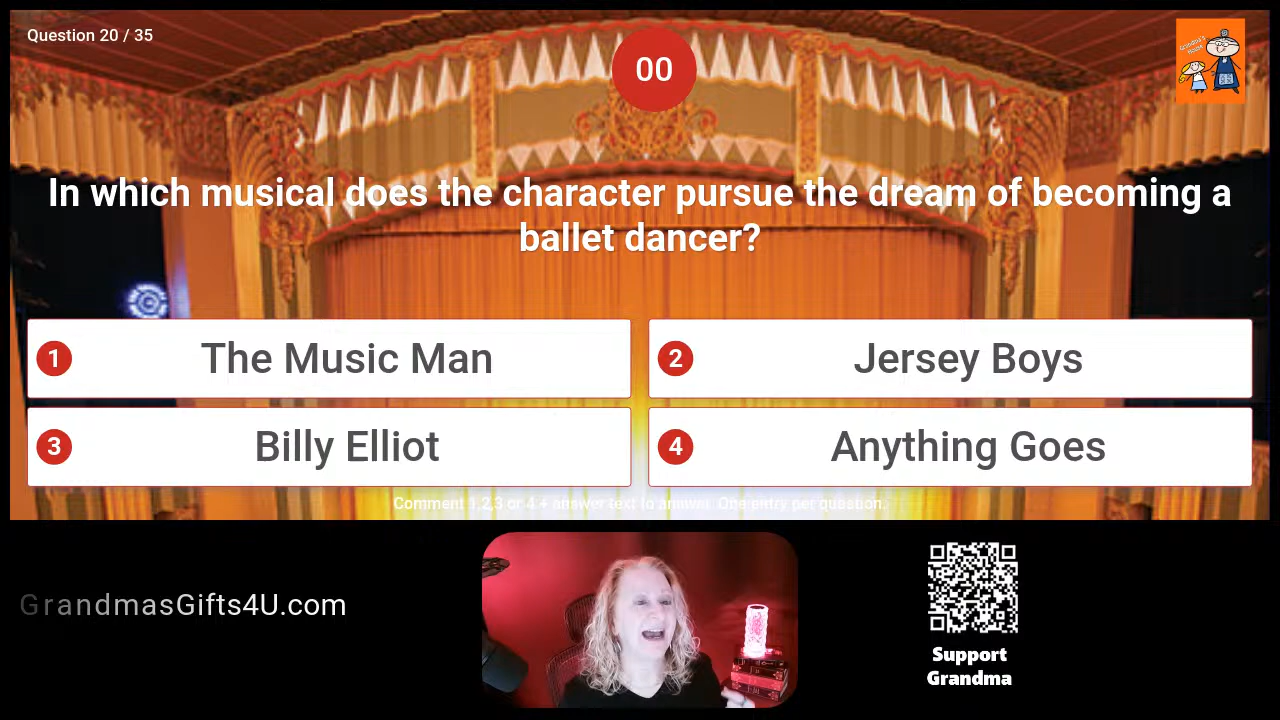 Question 20 / 35
00
Grandma's
House
In which musical does the character pursue the dream of becoming a
ballet dancer?
1 The Music Man
2 Jersey Boys
3 Billy Elliot
4 Anything Goes
Comment 1,2,3 or 4 + answer text to answer. One entry per question.
GrandmasGifts4U.com
Support
Grandma